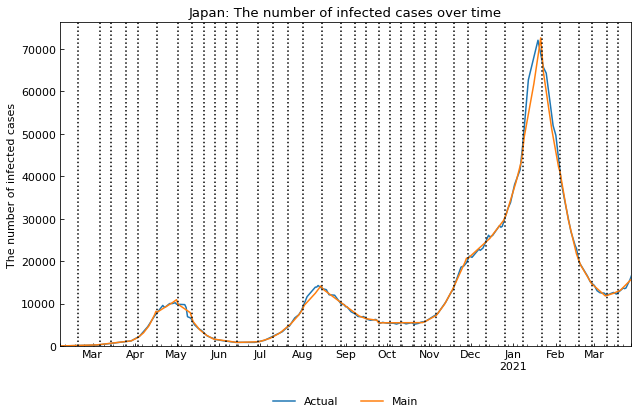 Japan: The number of infected cases over time
The number of infected cases
70000
60000
50000
40000
30000
20000
10000
0
Mar Apr May Jun Jul Aug Sep Oct Nov Dec Jan Feb Mar
2021
Actual Main